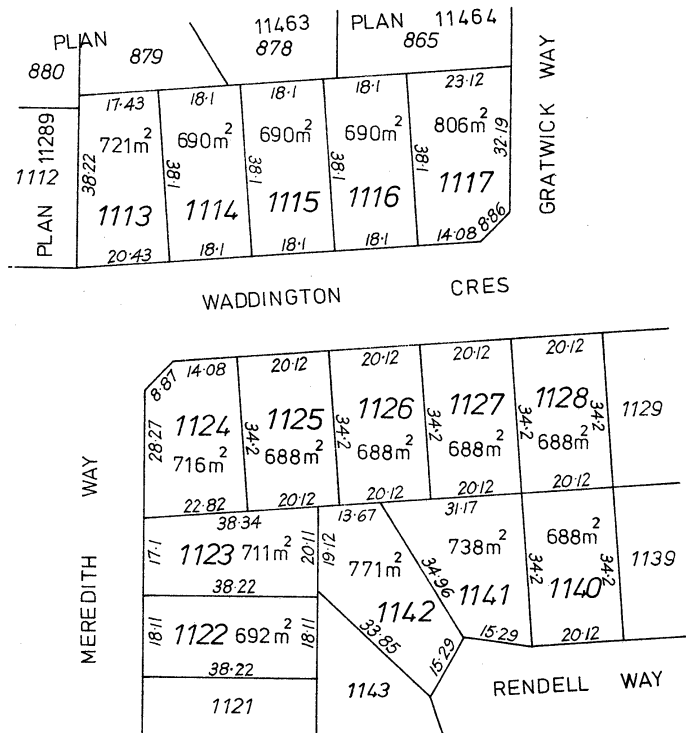 PLAN 11463 PLAN 11464
880 879 878 865
GRATWICK WAY
17·43 18·1 18·1 18·1 23·12
PLAN 11289
1112
38·22 721m² 38·1 690m² 38·1 690m² 38·1 690m² 38·1 806m² 32·19
1113 1114 1115 1116 1117
20·43 18·1 18·1 18·1 14·08 8·86
WADDINGTON CRES
8·87 14·08 20·12 20·12 20·12 20·12
28·27 1124 34·2 1125 34·2 1126 34·2 1127 34·2 1128 34·2 1129
716m² 688m² 688m² 688m² 688m²
22·82 20·12 20·12 20·12 20·12
MEREDITH WAY
38·34 13·67 31·17
17·1 1123 711m² 20·11 19·12 771m² 34·96 738m² 34·2 688m² 34·2 1139
38·22 1142 1141 1140
18·11 1122 692m² 18·11 33·85 15·29 15·29 20·12
38·22
1121 1143
RENDELL WAY